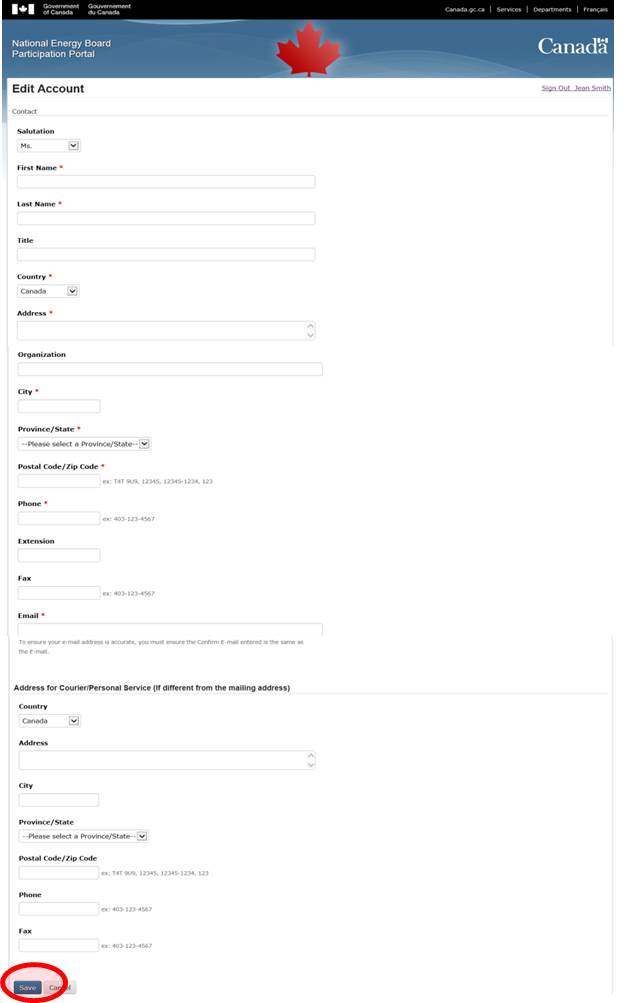 Government of Canada
Gouvernement du Canada
Canada.gc.ca | Services | Departments | Français
National Energy Board
Participation Portal
Canada
Edit Account
Sign Out Jean Smith
Contact
Salutation
Ms.
First Name *
Last Name *
Title
Country *
Canada
Address *
Organization
City *
Province/State *
--Please select a Province/State--
Postal Code/Zip Code *
ex: T4T 9U9, 12345, 12345-1234, 123
Phone *
ex: 403-123-4567
Extension
Fax
ex: 403-123-4567
Email *
To ensure your e-mail address is accurate, you must ensure the Confirm E-mail entered is the same as
the E-mail.
Address for Courier/Personal Service (If different from the mailing address)
Country
Canada
Address
City
Province/State
--Please select a Province/State--
Postal Code/Zip Code
ex: T4T 9U9, 12345, 12345-1234, 123
Phone
ex: 403-123-4567
Fax
ex: 403-123-4567
Save Cancel